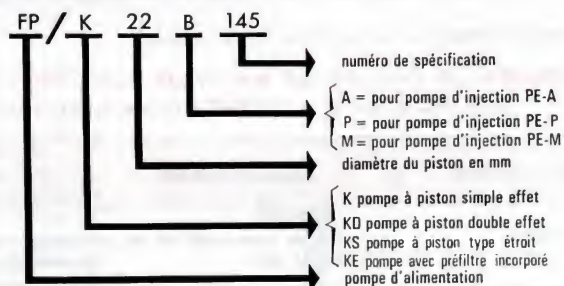 FP / K 22 B 145
numéro de spécification
A = pour pompe d'injection PE-A
P = pour pompe d'injection PE-P
M = pour pompe d'injection PE-M
diamètre du piston en mm
K pompe à piston simple effet
KD pompe à piston double effet
KS pompe à piston type étroit
KE pompe avec préfiltre incorporé
pompe d'alimentation